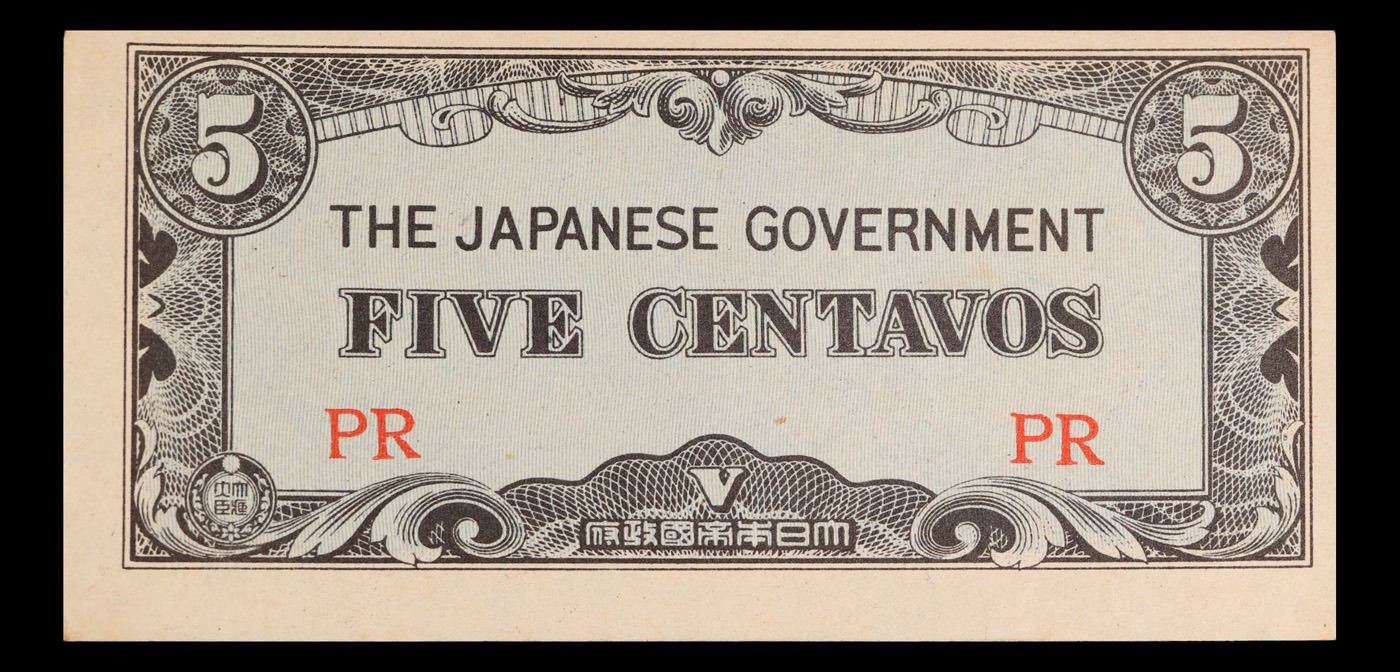 5 5
THE JAPANESE GOVERNMENT
FIVE CENTAVOS
PR PR
V
府政國帝本日大